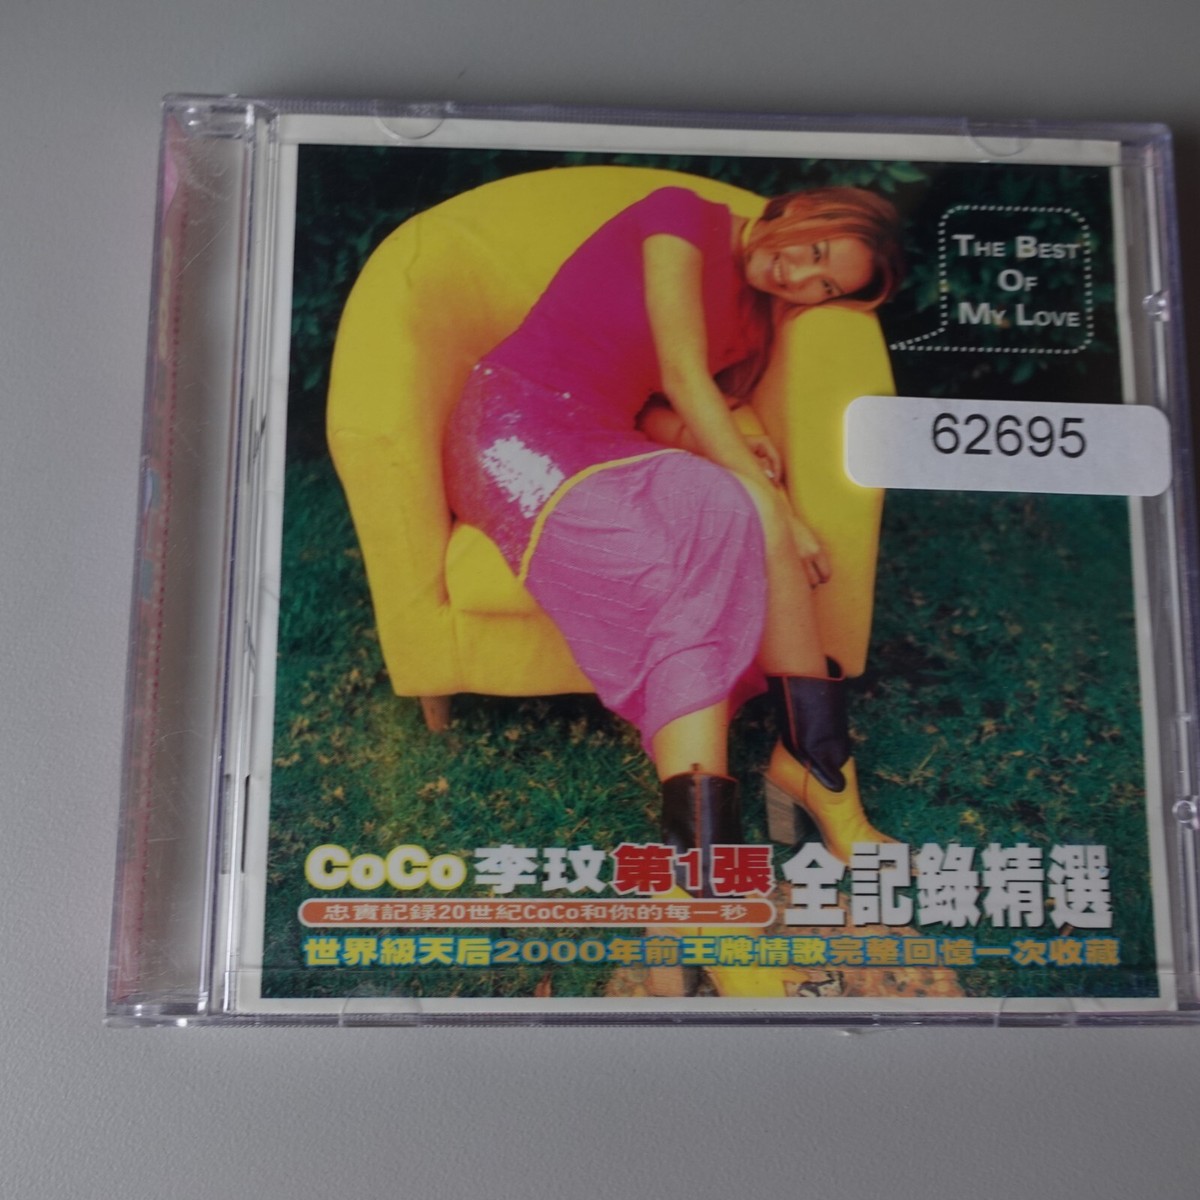 THE BEST
OF
MY LOVE
62695
CoCo 李玟第1張 全記錄精選
忠實記録20世紀CoCo和你的每一秒
世界級天后2000年前王牌情歌完整回憶一次收藏